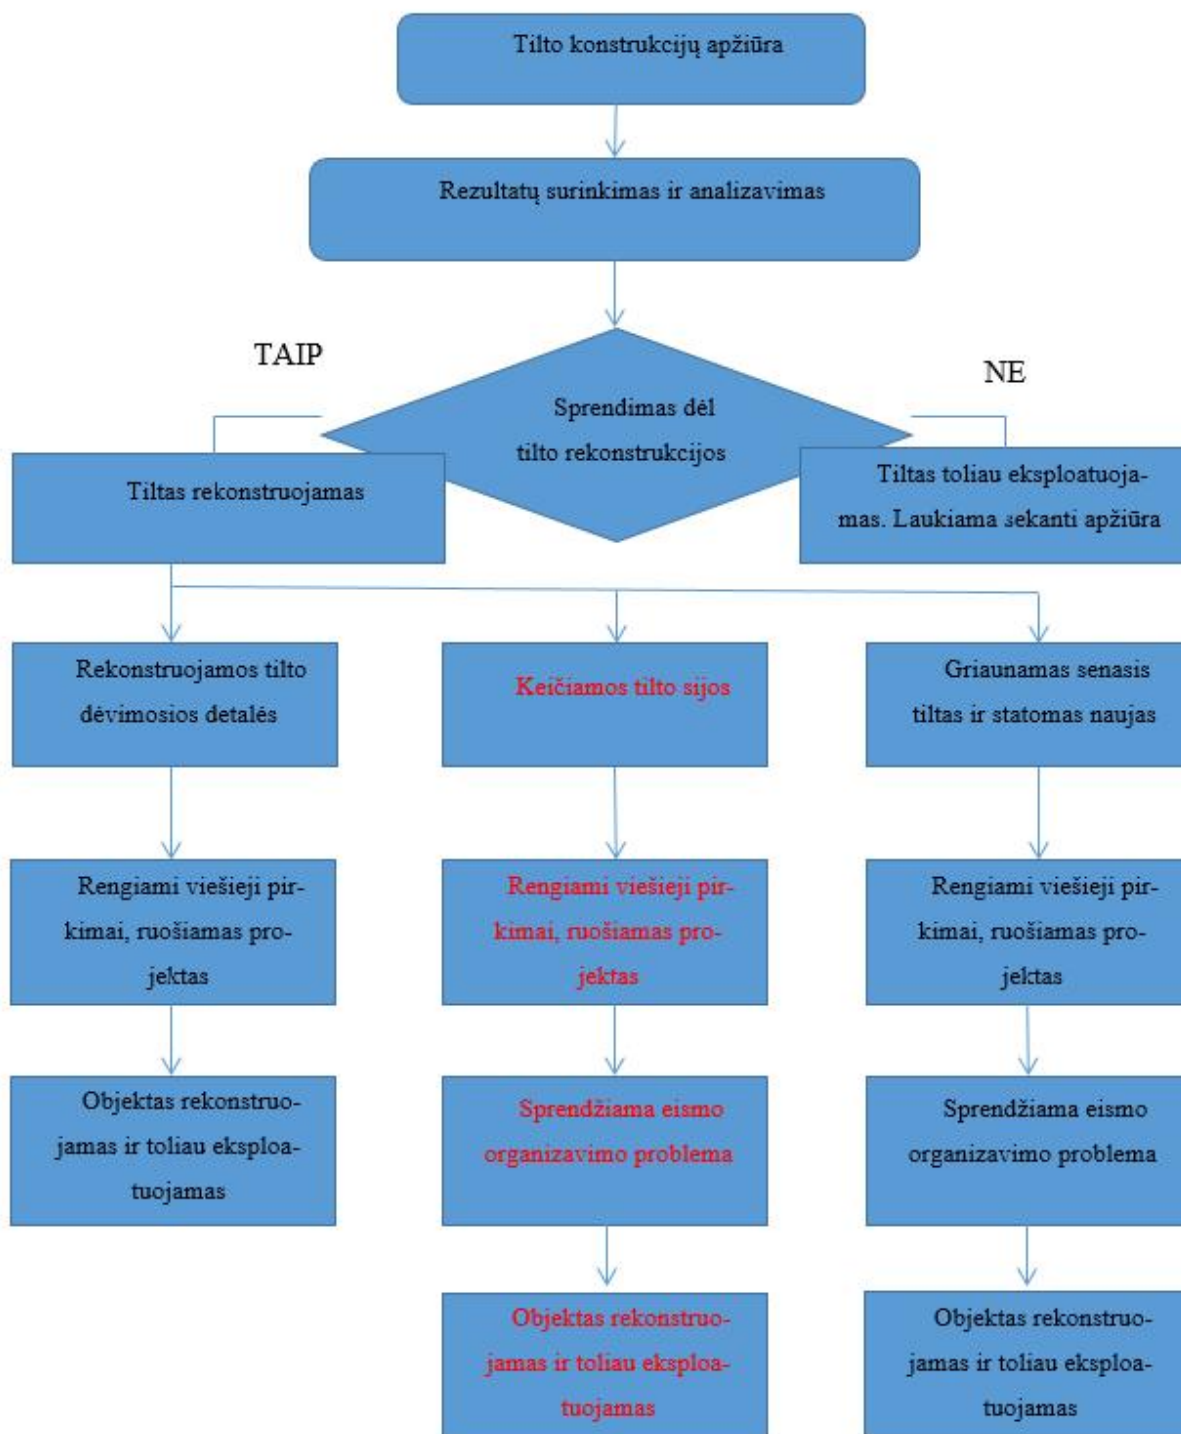 Tilto konstrukcijų apžiūra
Rezultatų surinkimas ir analizavimas
TAIP
NE
Sprendimas dėl
tilto rekonstrukcijos
Tiltas rekonstruojamas
Tiltas toliau eksploatuoja-
mas. Laukiama sekanti apžiūra
Rekonstruojamos tilto
dėvimosios detalės
Keičiamos tilto sijos
Griaunamas senasis
tiltas ir statomas naujas
Rengiami viešieji pir-
kimai, ruošiamas pro-
jektas
Rengiami viešieji pir-
kimai, ruošiamas pro-
jektas
Rengiami viešieji pir-
kimai, ruošiamas pro-
jektas
Objektas rekonstruo-
jamas ir toliau eksploa-
tuojamas
Sprendžiama eismo
organizavimo problema
Sprendžiama eismo
organizavimo problema
Objektas rekonstruo-
jamas ir toliau eksploa-
tuojamas
Objektas rekonstruo-
jamas ir toliau eksploa-
tuojamas